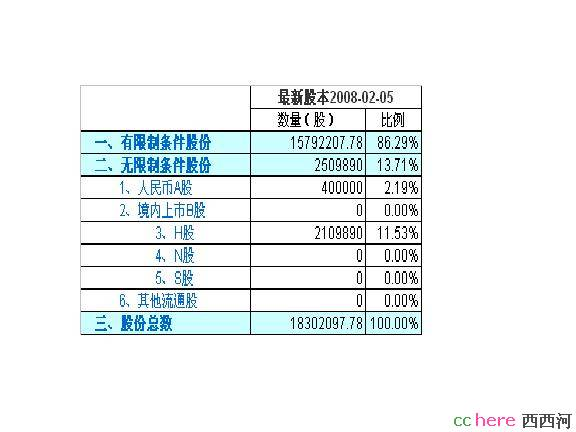 最新股本2008-02-05
数量(股) 比例
一、有限制条件股份 15792207.78 86.29%
二、无限制条件股份 2509890 13.71%
1、人民币A股 400000 2.19%
2、境内上市B股 0 0.00%
3、H股 2109890 11.53%
4、N股 0 0.00%
5、S股 0 0.00%
6、其他流通股 0 0.00%
三、股份总数 18302097.78 100.00%
cchere 西西河